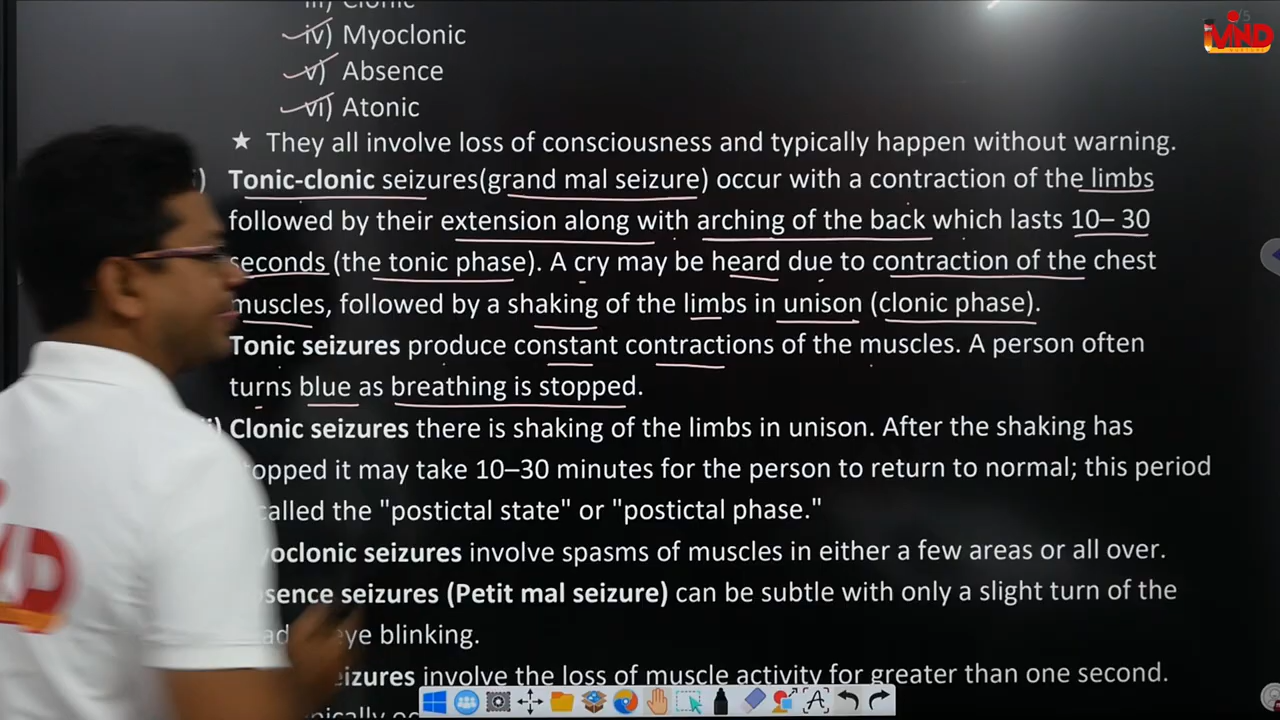 iii) Clonic
iv) Myoclonic
v) Absence
vi) Atonic
★ They all involve loss of consciousness and typically happen without warning.
) Tonic-clonic seizures(grand mal seizure) occur with a contraction of the limbs
followed by their extension along with arching of the back which lasts 10– 30
seconds (the tonic phase). A cry may be heard due to contraction of the chest
muscles, followed by a shaking of the limbs in unison (clonic phase).
Tonic seizures produce constant contractions of the muscles. A person often
turns blue as breathing is stopped.
i) Clonic seizures there is shaking of the limbs in unison. After the shaking has
topped it may take 10–30 minutes for the person to return to normal; this period
called the "postictal state" or "postictal phase."
yoclonic seizures involve spasms of muscles in either a few areas or all over.
sence seizures (Petit mal seizure) can be subtle with only a slight turn of the
ad eye blinking.
eizures involve the loss of muscle activity for greater than one second.